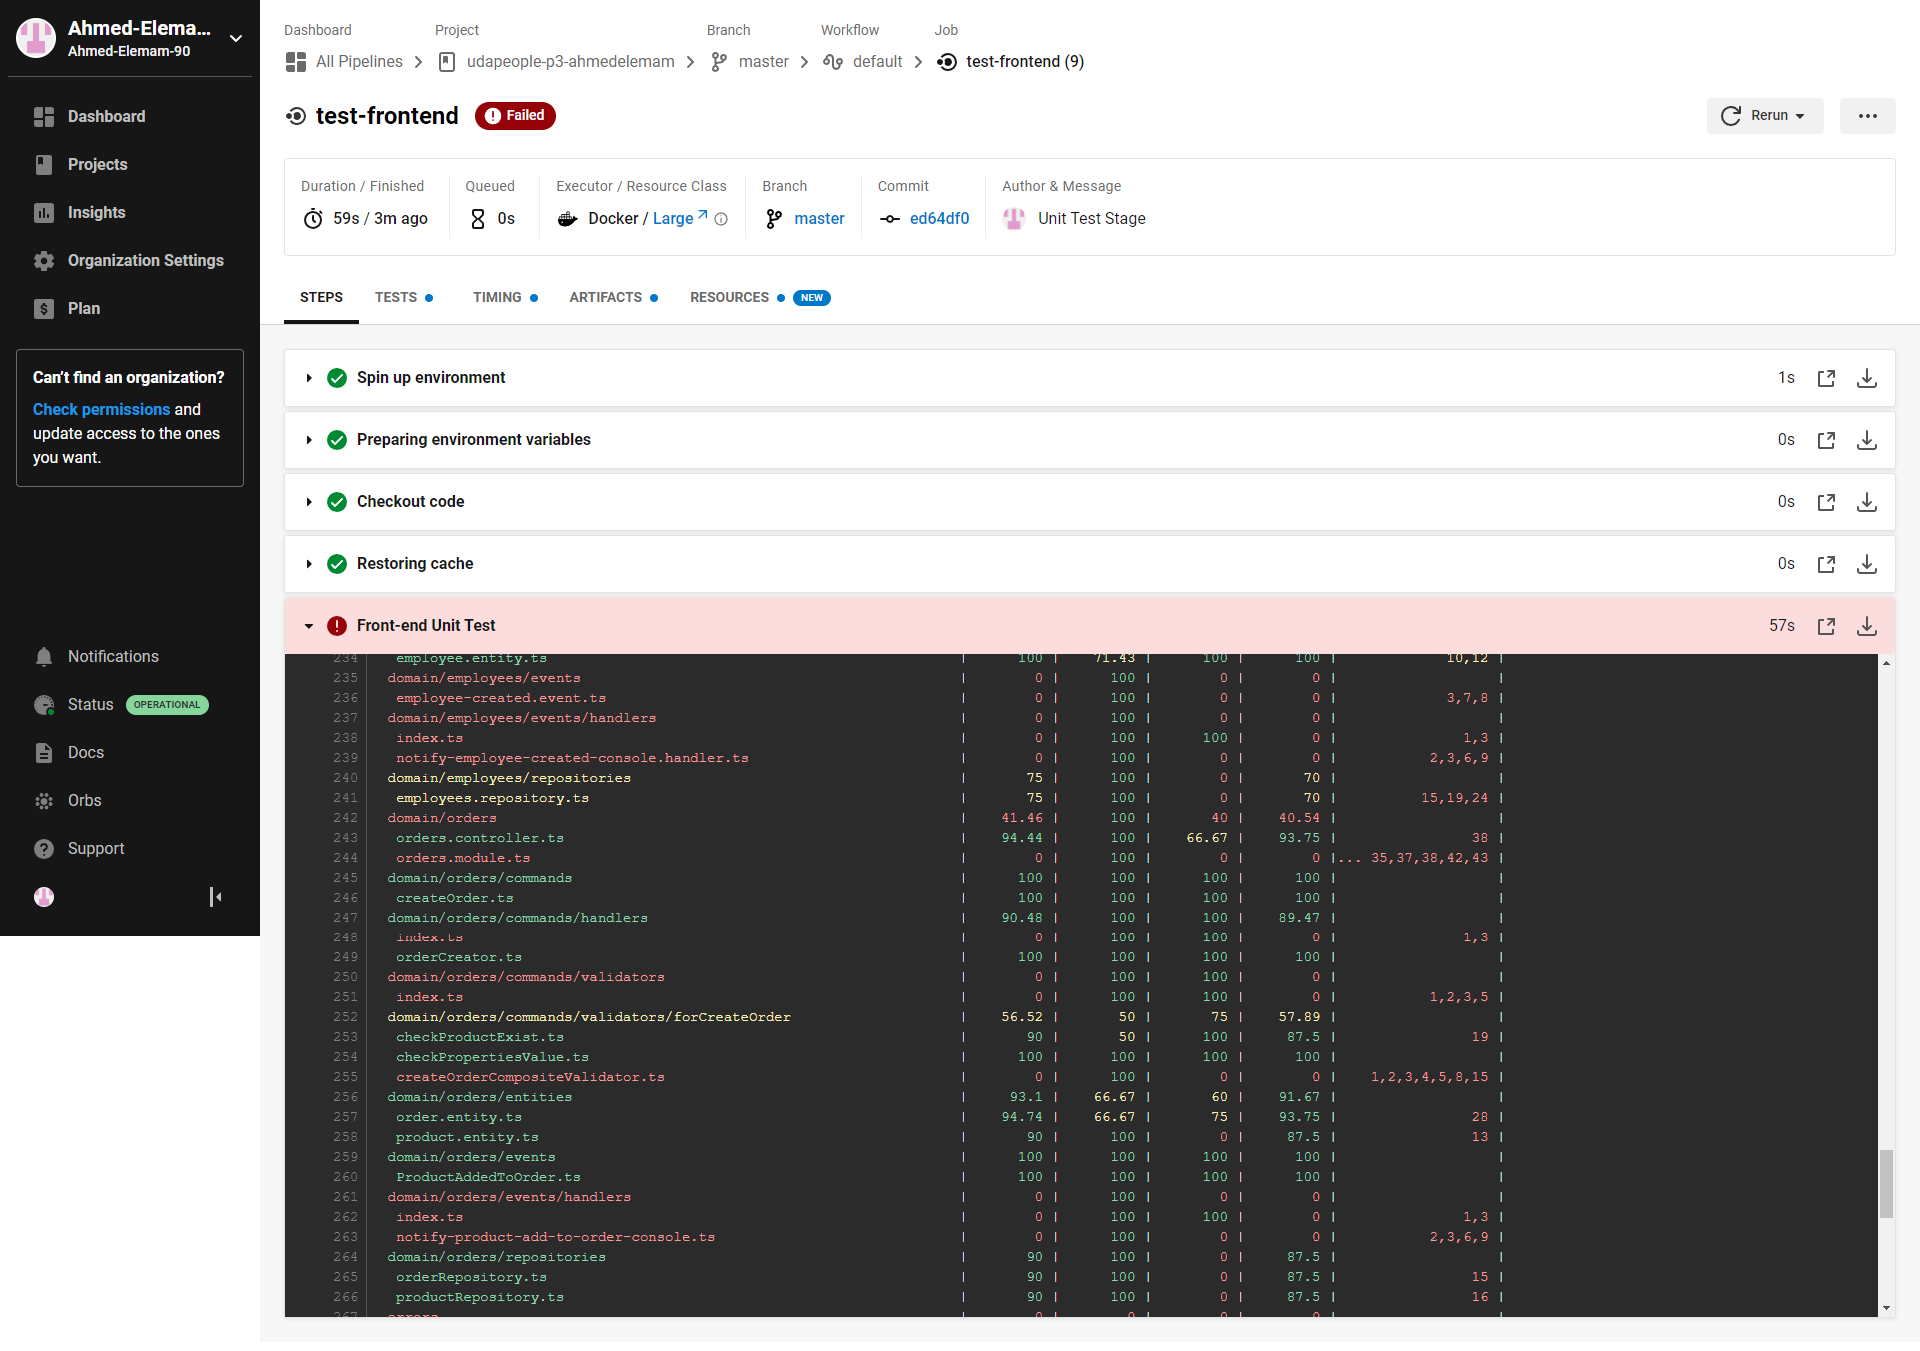 Ahmed-Elema...
Ahmed-Elemam-90
Dashboard
Projects
Insights
Organization Settings
Plan
Can't find an organization?
Check permissions and
update access to the ones
you want.
Notifications
Status OPERATIONAL
Docs
Orbs
Support
Dashboard Project Branch Workflow Job
All Pipelines udapeople-p3-ahmedelemam master default test-frontend (9)
test-frontend Failed
Rerun
Duration / Finished Queued Executor / Resource Class Branch Commit Author & Message
59s / 3m ago 0s Docker / Large master ed64df0 Unit Test Stage
STEPS TESTS TIMING ARTIFACTS RESOURCES NEW
Spin up environment 1s
Preparing environment variables 0s
Checkout code 0s
Restoring cache 0s
Front-end Unit Test 57s
234 employee.entity.ts | 100 | 71.43 | 100 | 100 | 10,12 |
235 domain/employees/events | 0 | 100 | 0 | 0 | |
236 employee-created.event.ts | 0 | 100 | 0 | 0 | 3,7,8 |
237 domain/employees/events/handlers | 0 | 100 | 0 | 0 | |
238 index.ts | 0 | 100 | 100 | 0 | 1,3 |
239 notify-employee-created-console.handler.ts | 0 | 100 | 0 | 0 | 2,3,6,9 |
240 domain/employees/repositories | 75 | 100 | 0 | 70 | |
241 employees.repository.ts | 75 | 100 | 0 | 70 | 15,19,24 |
242 domain/orders | 41.46 | 100 | 40 | 40.54 | |
243 orders.controller.ts | 94.44 | 100 | 66.67 | 93.75 | 38 |
244 orders.module.ts | 0 | 100 | 0 | 0 |... 35,37,38,42,43 |
245 domain/orders/commands | 100 | 100 | 100 | 100 | |
246 createOrder.ts | 100 | 100 | 100 | 100 | |
247 domain/orders/commands/handlers | 90.48 | 100 | 100 | 89.47 | |
248 index.ts | 0 | 100 | 100 | 0 | 1,3 |
249 orderCreator.ts | 100 | 100 | 100 | 100 | |
250 domain/orders/commands/validators | 0 | 100 | 100 | 0 | |
251 index.ts | 0 | 100 | 100 | 0 | 1,2,3,5 |
252 domain/orders/commands/validators/forCreateOrder | 56.52 | 50 | 75 | 57.89 | |
253 checkProductExist.ts | 90 | 50 | 100 | 87.5 | 19 |
254 checkPropertiesValue.ts | 100 | 100 | 100 | 100 | |
255 createOrderCompositeValidator.ts | 0 | 100 | 0 | 0 | 1,2,3,4,5,8,15 |
256 domain/orders/entities | 93.1 | 66.67 | 60 | 91.67 | |
257 order.entity.ts | 94.74 | 66.67 | 75 | 93.75 | 28 |
258 product.entity.ts | 90 | 100 | 0 | 87.5 | 13 |
259 domain/orders/events | 100 | 100 | 100 | 100 | |
260 ProductAddedToOrder.ts | 100 | 100 | 100 | 100 | |
261 domain/orders/events/handlers | 0 | 100 | 0 | 0 | |
262 index.ts | 0 | 100 | 100 | 0 | 1,3 |
263 notify-product-add-to-order-console.ts | 0 | 100 | 0 | 0 | 2,3,6,9 |
264 domain/orders/repositories | 90 | 100 | 0 | 87.5 | |
265 orderRepository.ts | 90 | 100 | 0 | 87.5 | 15 |
266 productRepository.ts | 90 | 100 | 0 | 87.5 | 16 |
267 errors | 0 | 0 | 0 | 0 | |